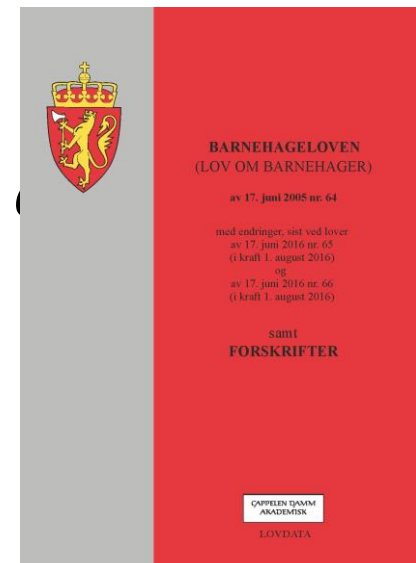 BARNEHAGELOVEN
(LOV OM BARNEHAGER)
av 17. juni 2005 nr. 64
med endringer, sist ved lover
av 17. juni 2016 nr. 65
(i kraft 1. august 2016)
og
av 17. juni 2016 nr. 66
(i kraft 1. august 2016)
samt
FORSKRIFTER
CAPPELEN DAMM
AKADEMISK
LOVDATA